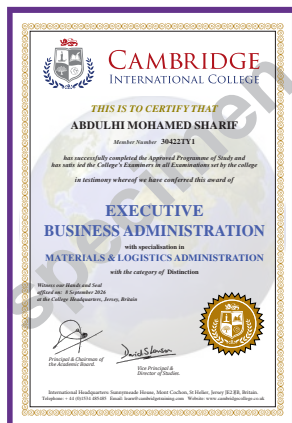 CAMBRIDGE
INTERNATIONAL COLLEGE
THIS IS TO CERTIFY THAT
ABDULHI MOHAMED SHARIF
Member Number 30422TY1
has successfully completed the Approved Programme of Study and
has satis ied the College's Examiners in all Examinations set by the college
in testimony whereof we have conferred this award of
EXECUTIVE
BUSINESS ADMINISTRATION
with specialisation in
MATERIALS & LOGISTICS ADMINISTRATION
with the category of Distinction
Witness our Hands and Seal
affixed on: 8 September 2026
at the College Headquarters, Jersey, Britain
Principal & Chairman of
the Academic Board.
Vice Principal &
Director of Studies.
International Headquarters: Sunnymeade House, Mont Cochon, St Helier, Jersey JE2 JJB, Britain.
Telephone: + 44 (0)1534 485485 Email: learn@cambridgetraining.com Website: www.cambridgecollege.co.uk
specimen